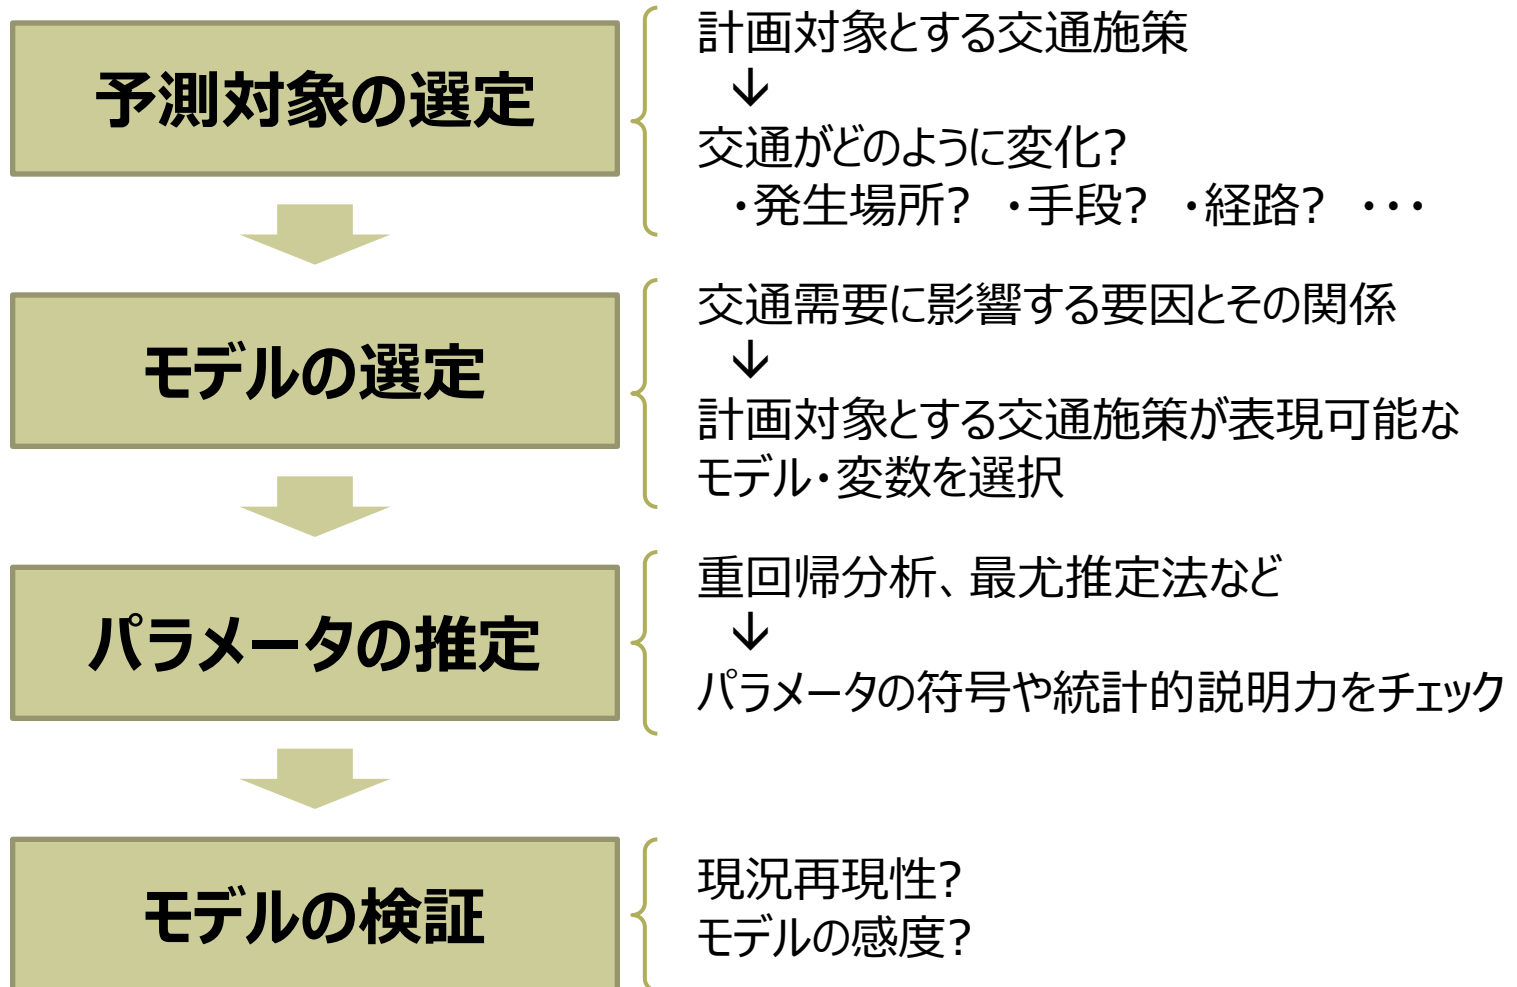 予測対象の選定
計画対象とする交通施策
↓
交通がどのように変化?
・発生場所? ・手段? ・経路? ・・・
モデルの選定
交通需要に影響する要因とその関係
↓
計画対象とする交通施策が表現可能な
モデル・変数を選択
パラメータの推定
重回帰分析、最尤推定法など
↓
パラメータの符号や統計的説明力をチェック
モデルの検証
現況再現性?
モデルの感度?